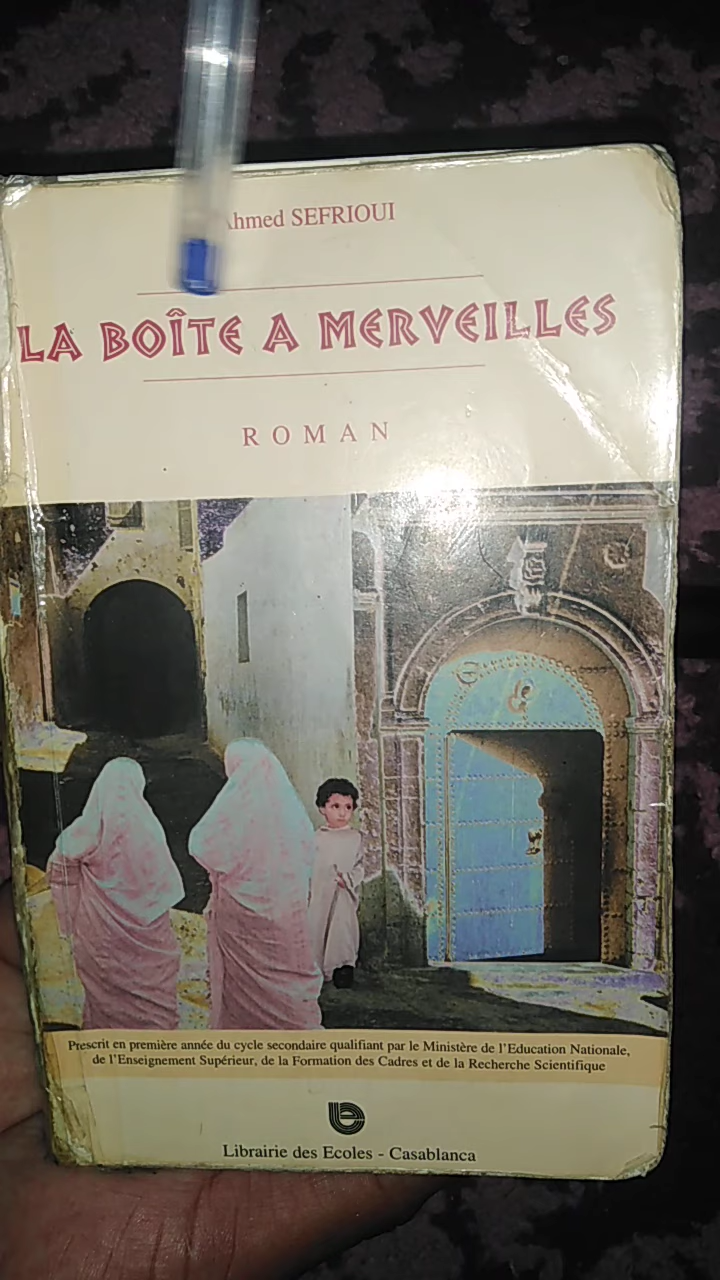 Ahmed SEFRIOUI
LA BOÎTE A MERVEILLES
ROMAN
Prescrit en première année du cycle secondaire qualifiant par le Ministère de l'Education Nationale,
de l'Enseignement Supérieur, de la Formation des Cadres et de la Recherche Scientifique
Librairie des Ecoles - Casablanca